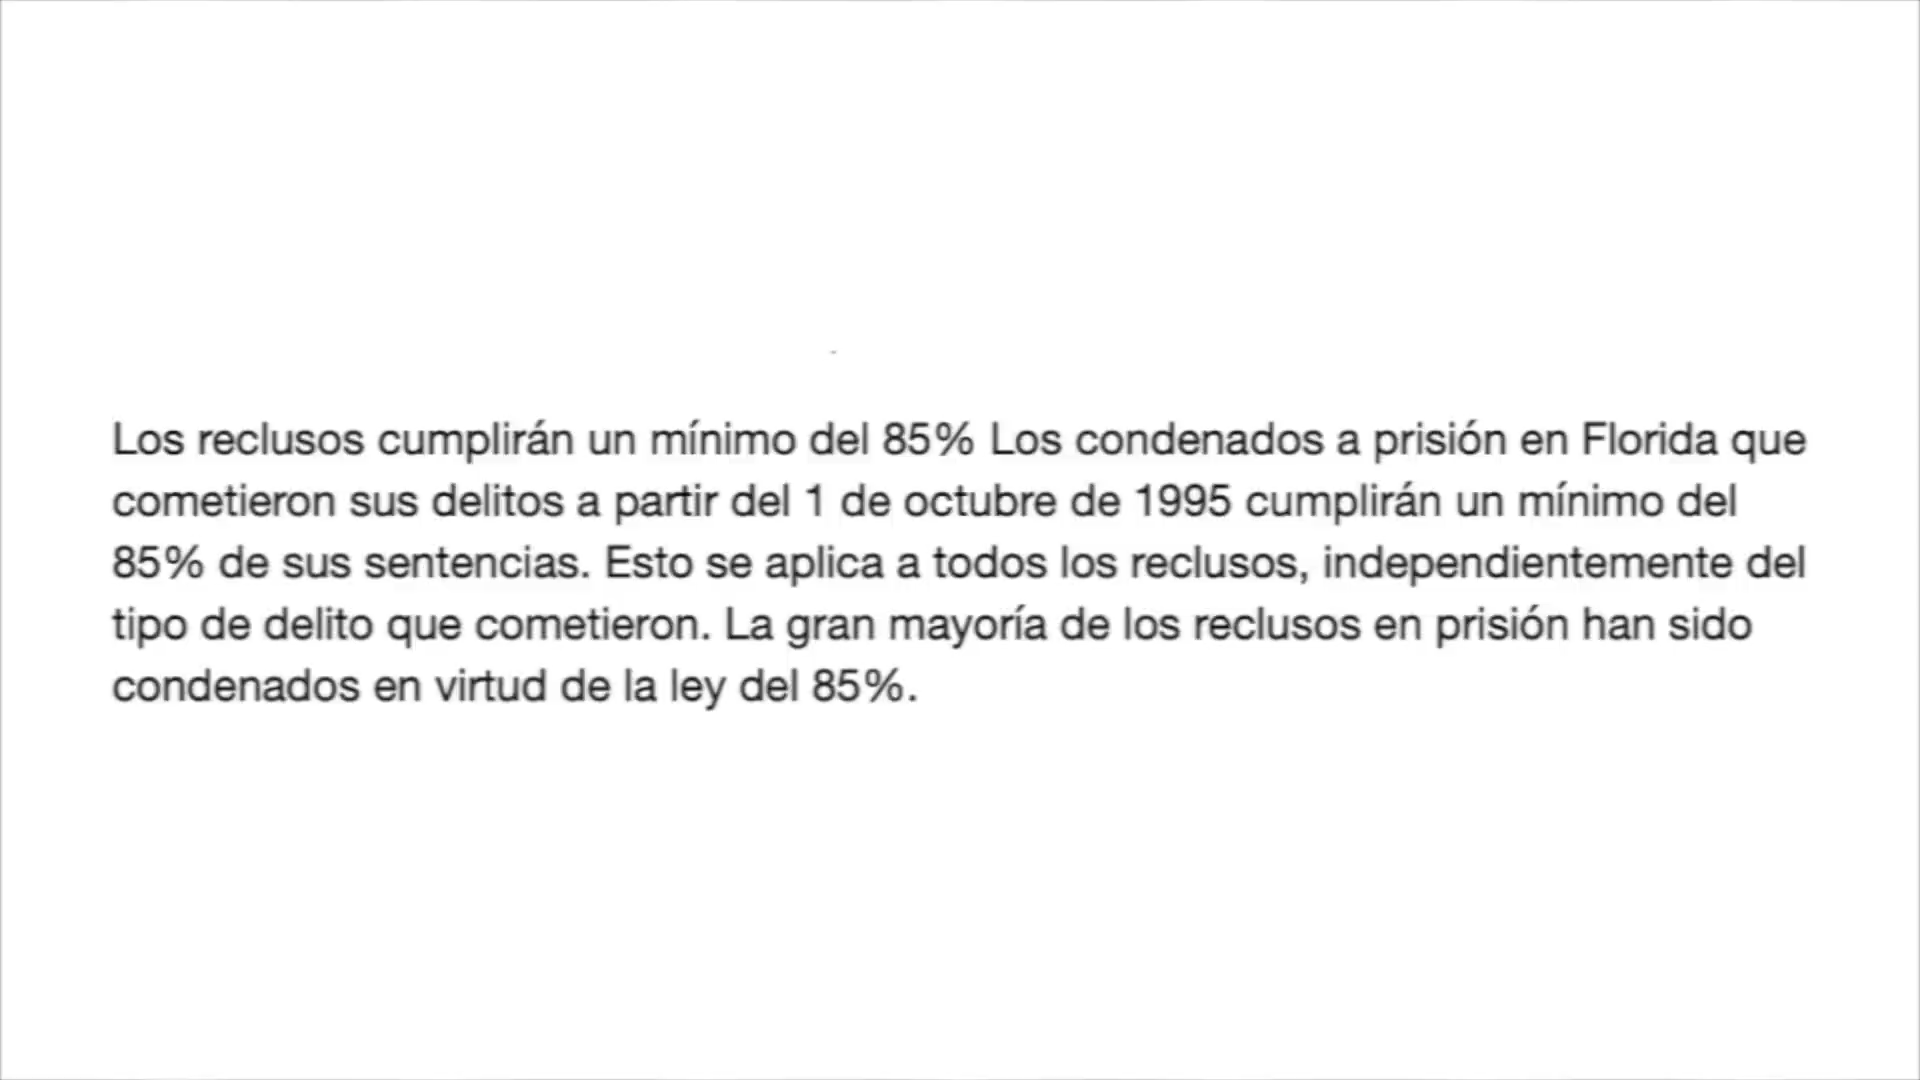 Los reclusos cumplirán un mínimo del 85% Los condenados a prisión en Florida que
cometieron sus delitos a partir del 1 de octubre de 1995 cumplirán un mínimo del
85% de sus sentencias. Esto se aplica a todos los reclusos, independientemente del
tipo de delito que cometieron. La gran mayoría de los reclusos en prisión han sido
condenados en virtud de la ley del 85%.